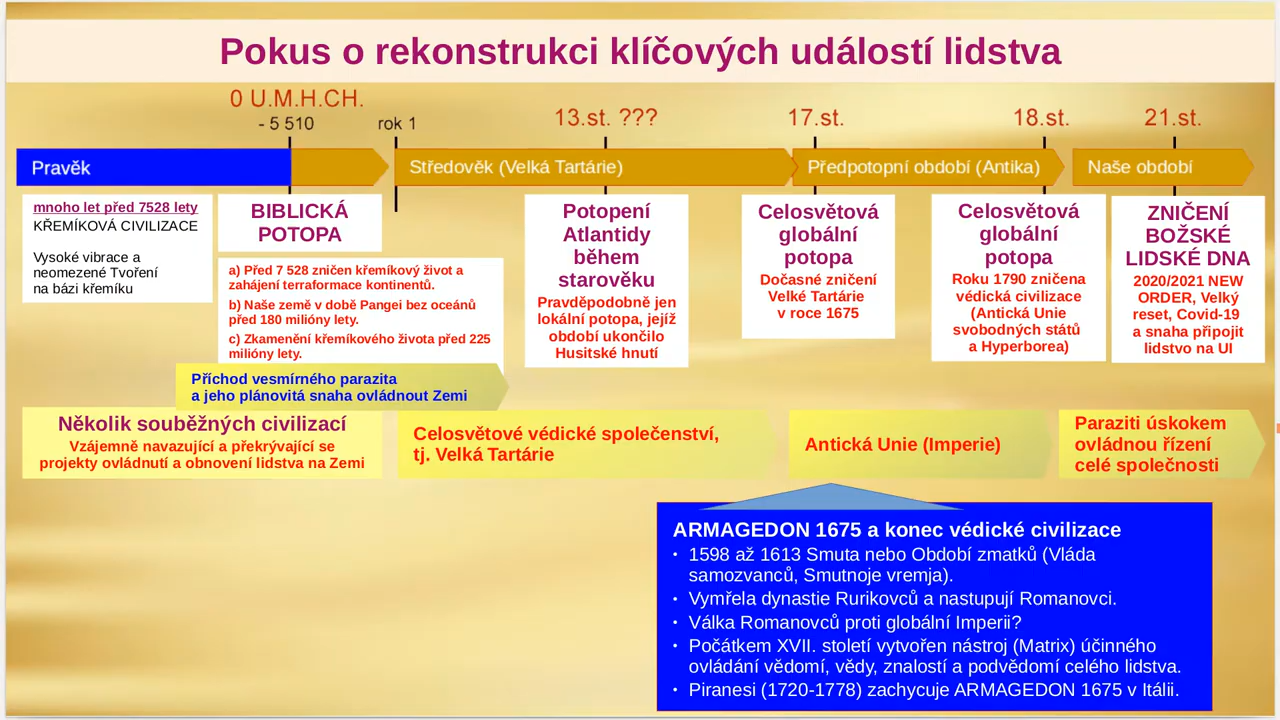 Pokus o rekonstrukci klíčových událostí lidstva
0 U.M.H.CH.
- 5 510
rok 1
13.st. ???
17.st.
18.st.
21.st.
Pravěk
Středověk (Velká Tartárie)
Předpotopní období (Antika)
Naše období
mnoho let před 7528 lety
KŘEMÍKOVÁ CIVILIZACE
Vysoké vibrace a
neomezené Tvoření
na bázi křemíku
BIBLICKÁ
POTOPA
a) Před 7 528 zničen křemíkový život a
zahájení terraformace kontinentů.
b) Naše země v době Pangei bez oceánů
před 180 milióny lety.
c) Zkamenění křemíkového života před 225
milióny lety.
Potopení
Atlantidy
během
starověku
Pravděpodobně jen
lokální potopa, jejíž
období ukončilo
Husitské hnutí
Celosvětová
globální
potopa
Dočasné zničení
Velké Tartárie
v roce 1675
Celosvětová
globální
potopa
Roku 1790 zničena
védická civilizace
(Antická Unie
svobodných států
a Hyperborea)
ZNIČENÍ
BOŽSKÉ
LIDSKÉ DNA
2020/2021 NEW
ORDER, Velký
reset, Covid-19
a snaha připojit
lidstvo na UI
Příchod vesmírného parazita
a jeho plánovitá snaha ovládnout Zemi
Několik souběžných civilizací
Vzájemně navazující a překrývající se
projekty ovládnutí a obnovení lidstva na Zemi
Celosvětové védické společenství,
tj. Velká Tartárie
Antická Unie (Imperie)
Paraziti úskokem
ovládnou řízení
celé společnosti
ARMAGEDON 1675 a konec védické civilizace
• 1598 až 1613 Smuta nebo Období zmatků (Vláda
samozvanců, Smutnoje vremja).
• Vymřela dynastie Rurikovců a nastupují Romanovci.
• Válka Romanovců proti globální Imperii?
• Počátkem XVII. století vytvořen nástroj (Matrix) účinného
ovládání vědomí, vědy, znalostí a podvědomí celého lidstva.
• Piranesi (1720-1778) zachycuje ARMAGEDON 1675 v Itálii.